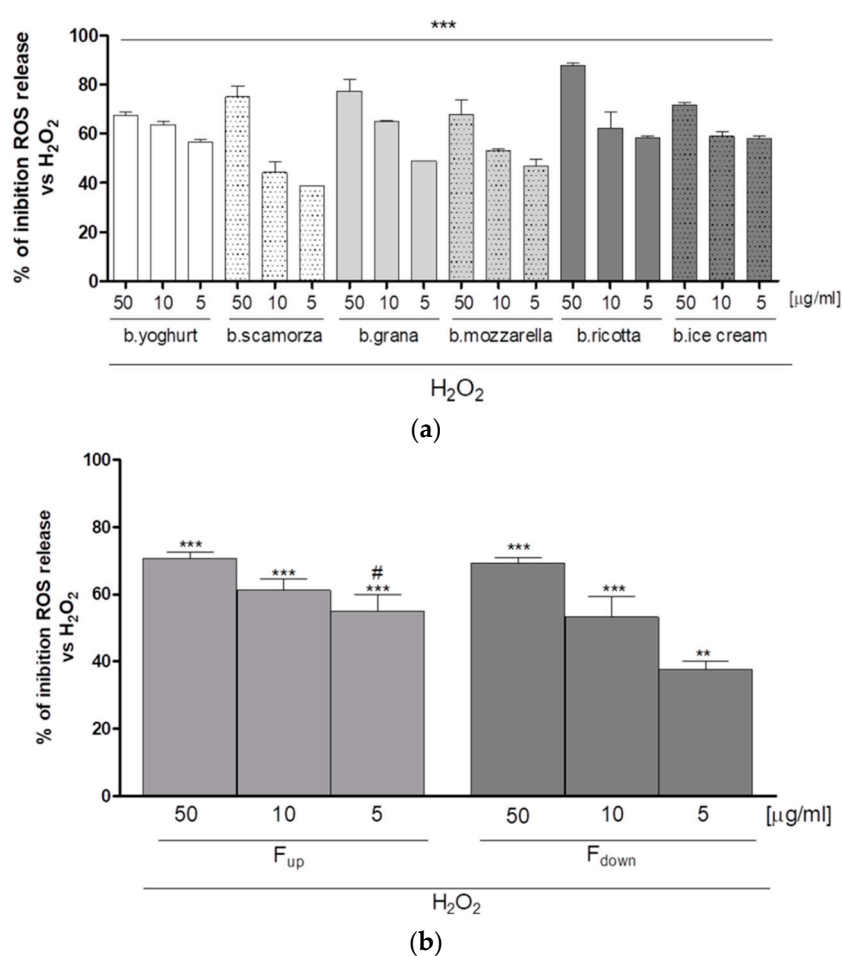 ***
100
80
60
40
20
0
% of inibition ROS release
vs H₂O₂
50 10 5 50 10 5 50 10 5 50 10 5 50 10 5 50 10 5 [µg/ml]
b.yoghurt b.scamorza b.grana b.mozzarella b.ricotta b.ice cream
H₂O₂
(a)
100
80
60
40
20
0
% of inibition ROS release
vs H₂O₂
*** *** # *** *** *** **
50 10 5 50 10 5 [µg/ml]
Fup Fdown
H₂O₂
(b)